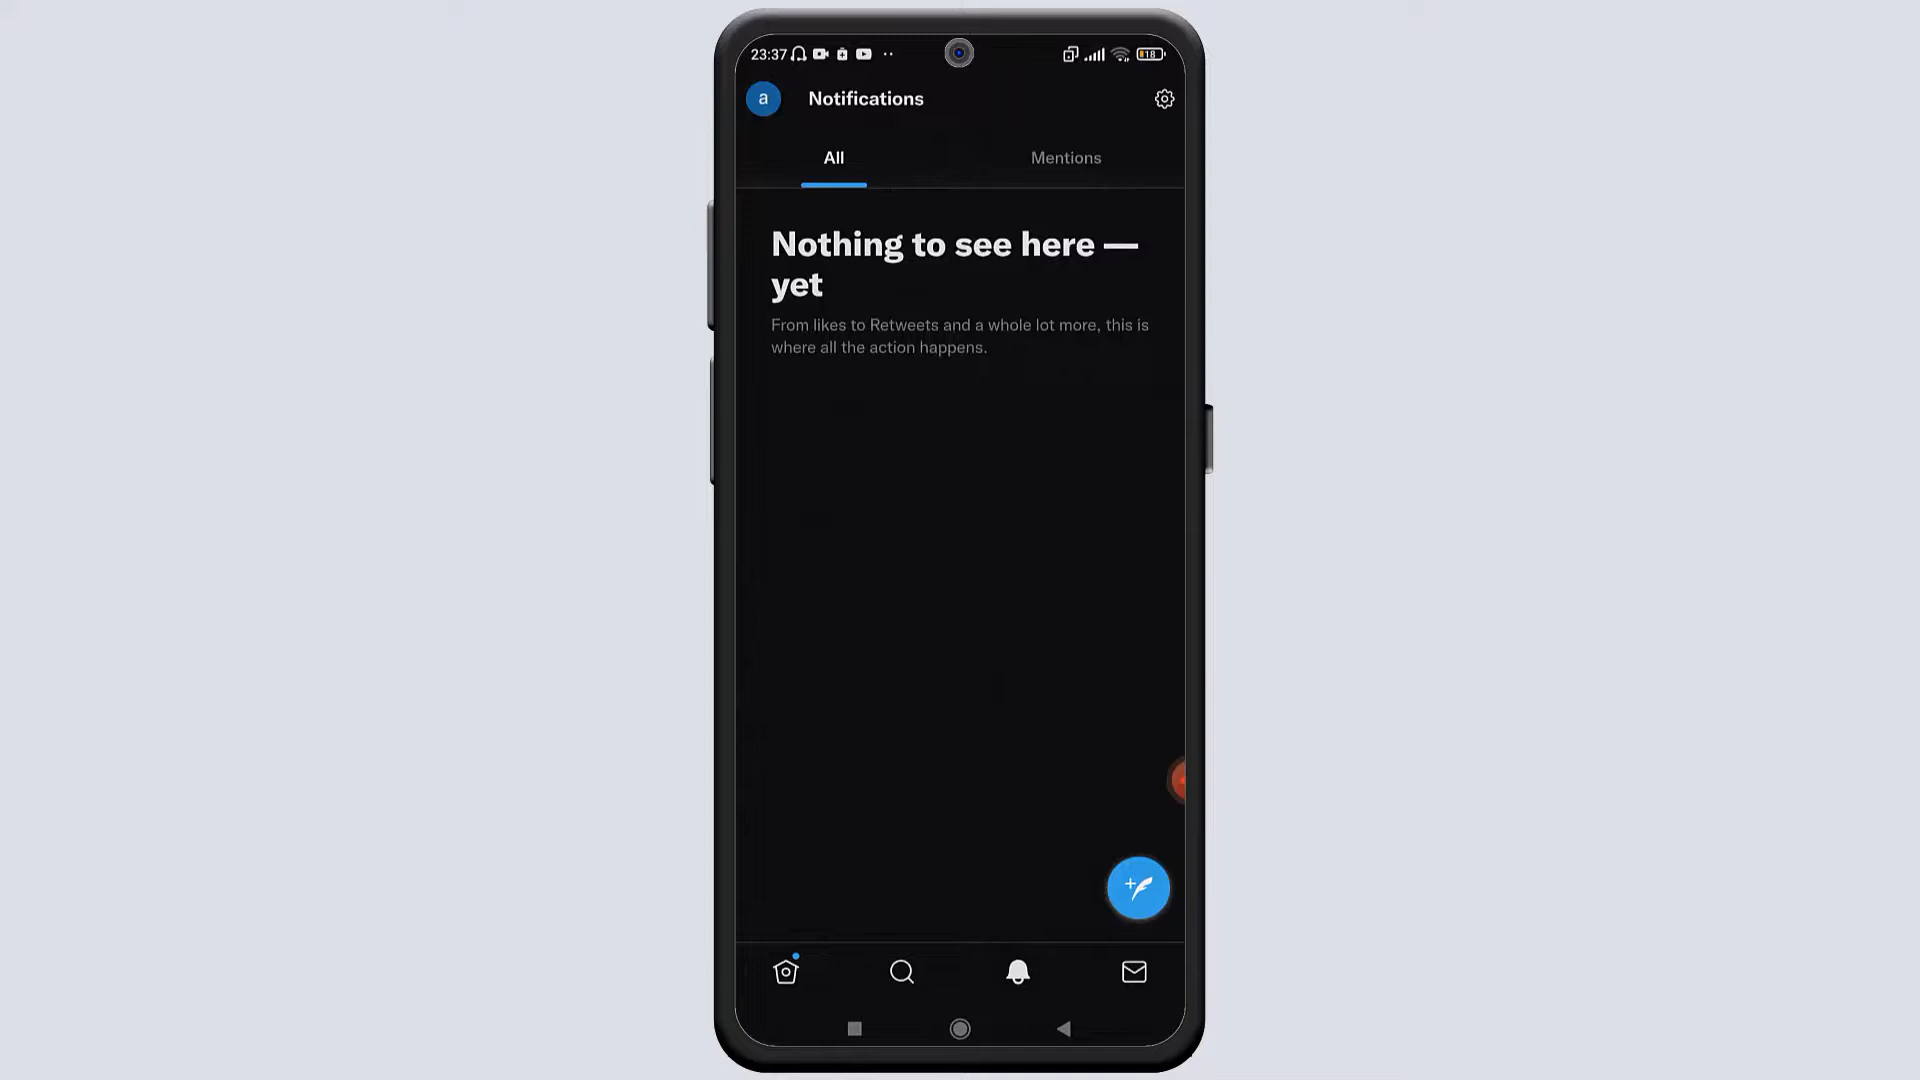 23:37
18
a
Notifications
All
Mentions
Nothing to see here —
yet
From likes to Retweets and a whole lot more, this is
where all the action happens.